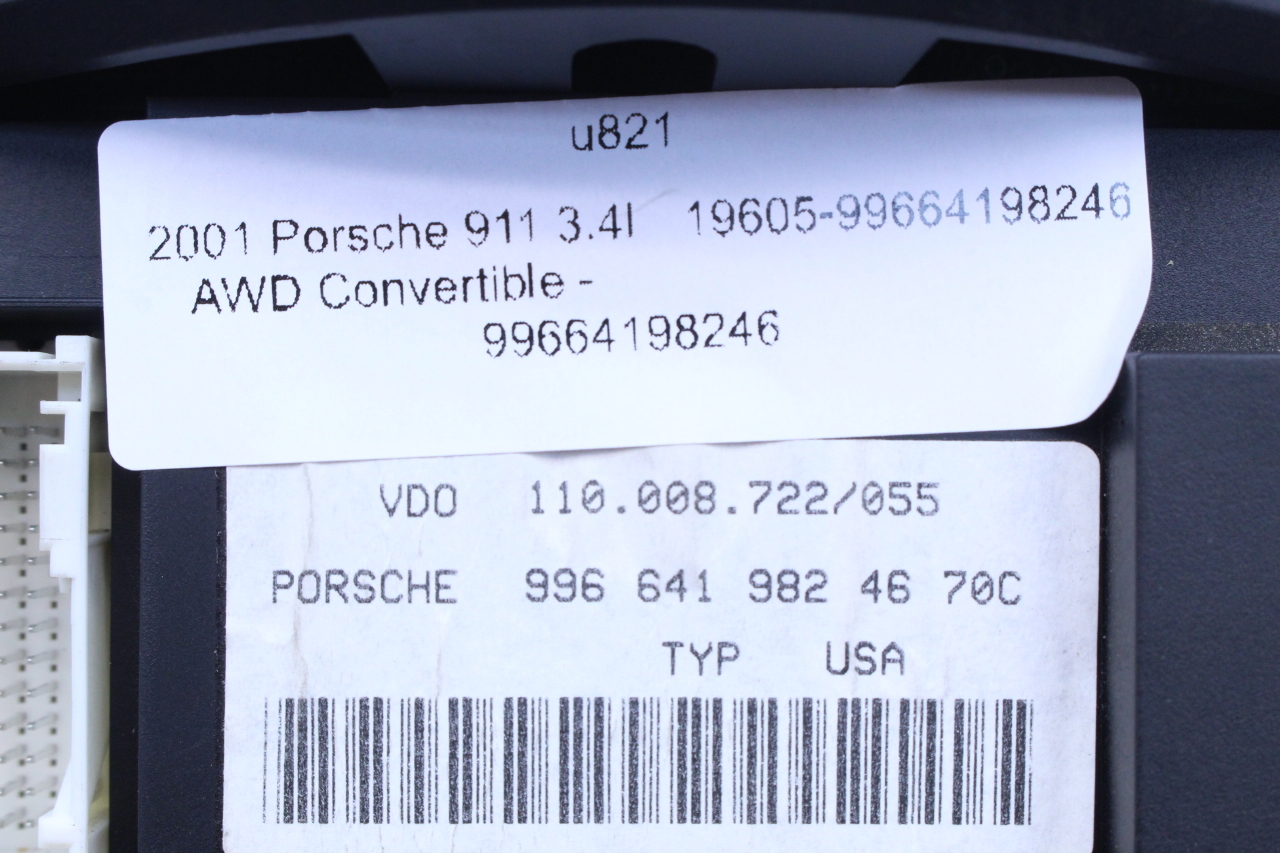 u821
2001 Porsche 911 3.4l 19605-99664198246
AWD Convertible -
99664198246
VDO 110.008.722/055
PORSCHE 996 641 982 46 70C
TYP USA